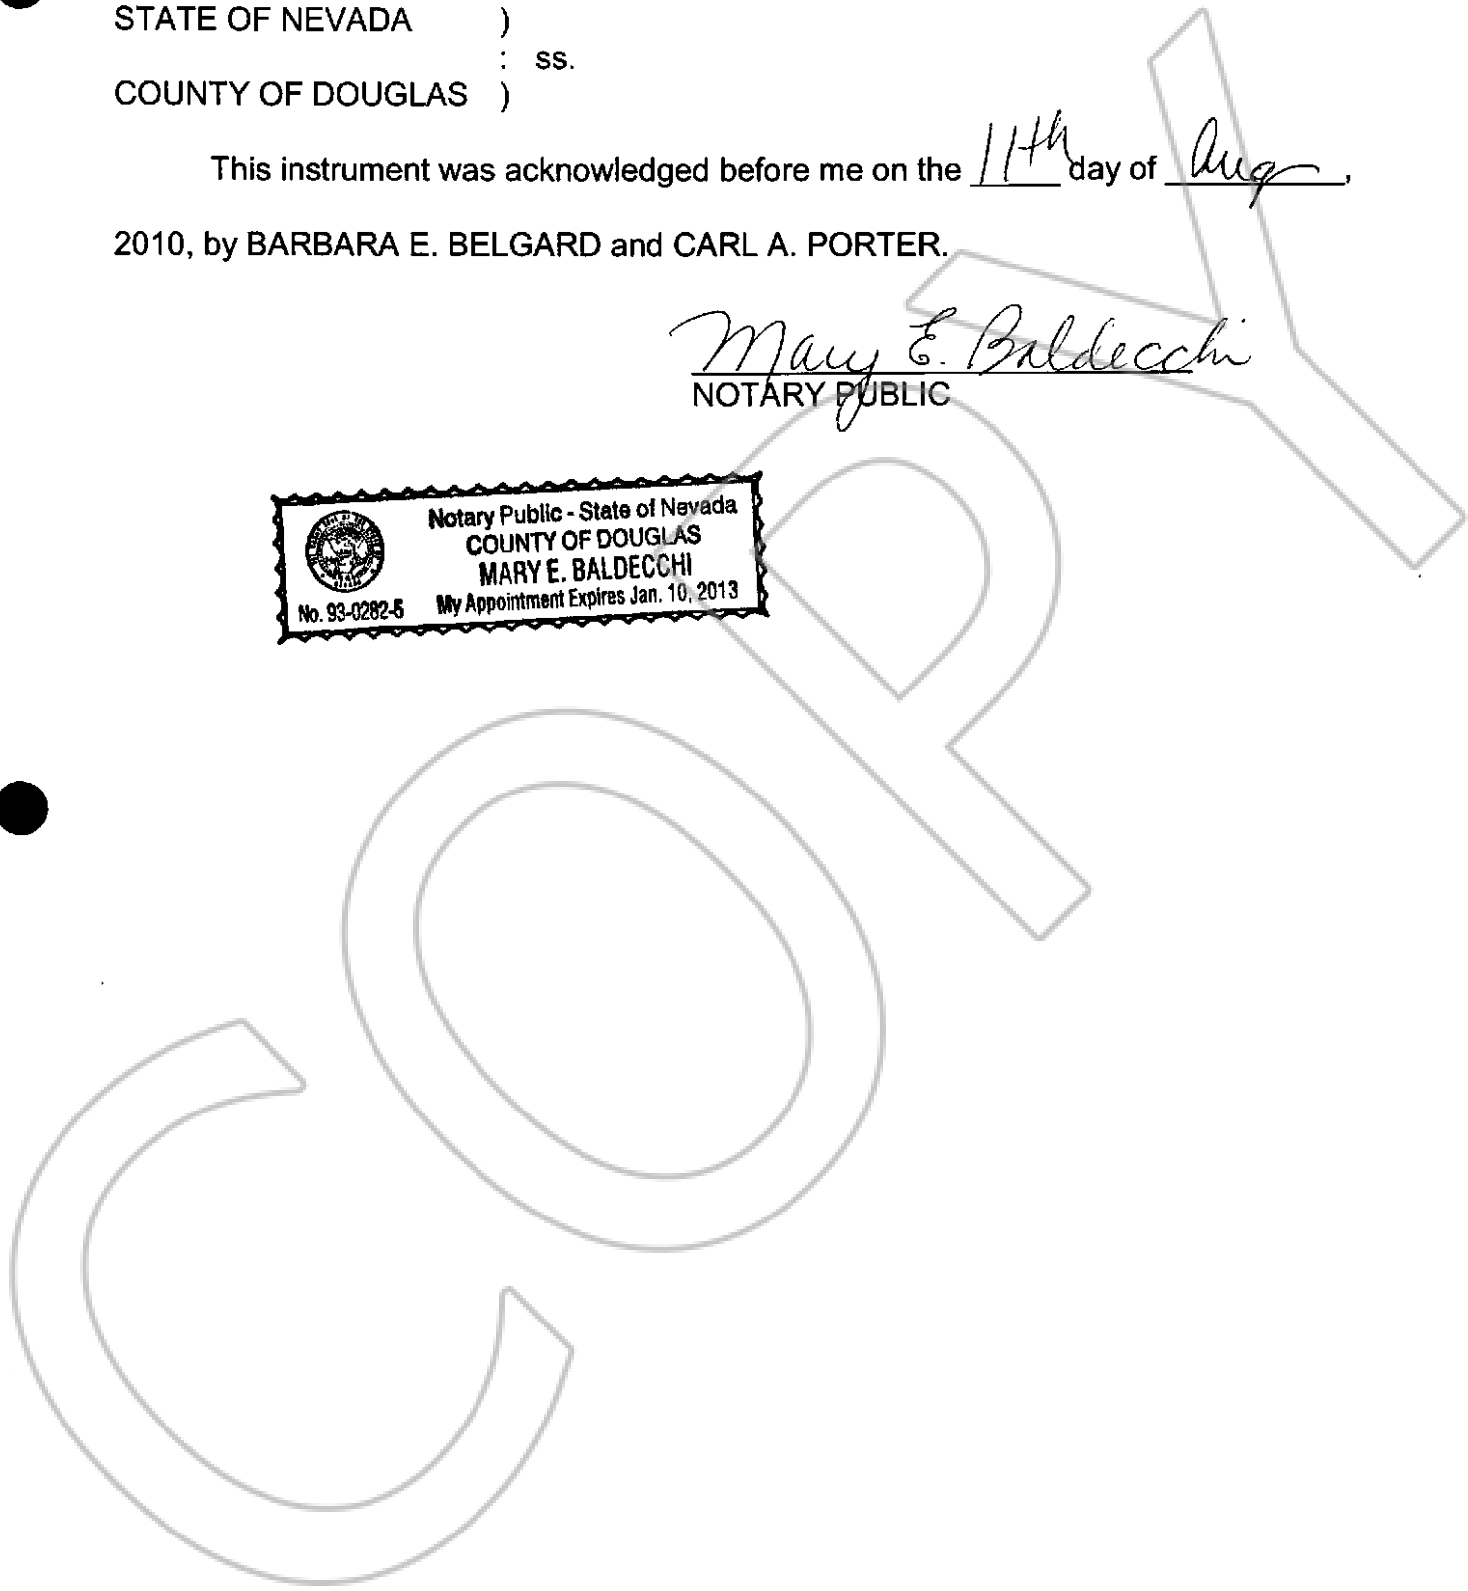 STATE OF NEVADA )
: ss.
COUNTY OF DOUGLAS )
This instrument was acknowledged before me on the 11th day of Aug,
2010, by BARBARA E. BELGARD and CARL A. PORTER.
Mary E. Baldecchi
NOTARY PUBLIC
Notary Public - State of Nevada
COUNTY OF DOUGLAS
MARY E. BALDECCHI
No. 93-0282-5 My Appointment Expires Jan. 10, 2013
COPY